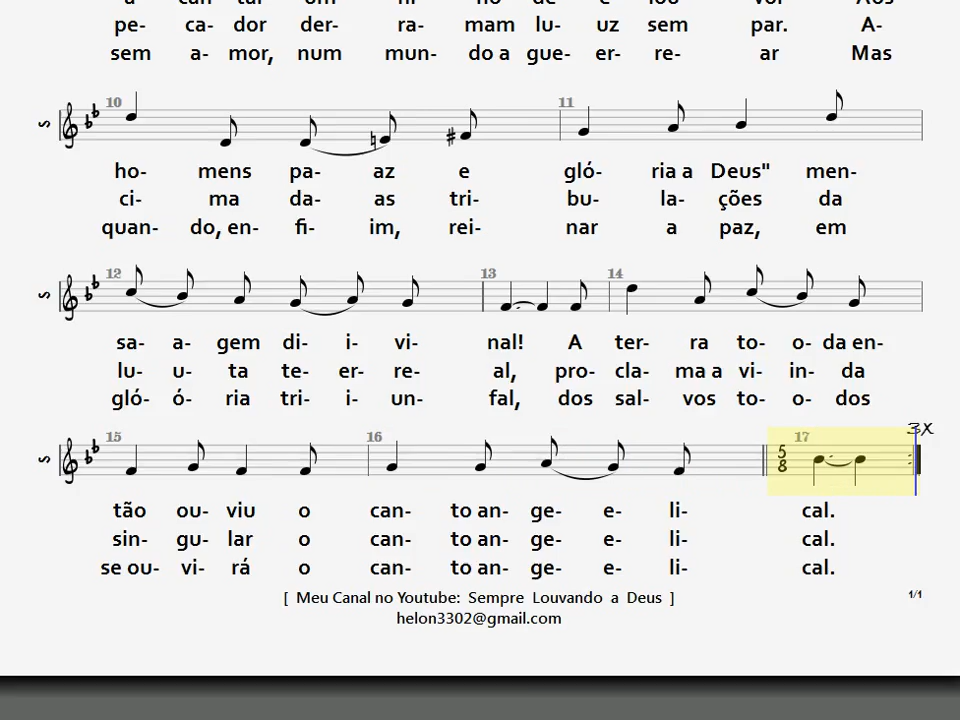 pe- ca- dor der- ra- mam lu- uz sem par. A-
sem a- mor, num mun- do a gue- er- re- ar Mas
10 11
S
ho- mens pa- az e gló- ria a Deus" men-
ci- ma da- as tri- bu- la- ções da
quan- do, en- fi- im, rei- nar a paz, em
12 13 14
S
sa- a- gem di- i- vi- nal! A ter- ra to- o- da en-
lu- u- ta te- er- re- al, pro- cla- ma a vi- in- da
gló- ó- ria tri- i- un- fal, dos sal- vos to- o- dos
3X
15 16 17
S 5 8
tão ou- viu o can- to an- ge- e- li- cal.
sin- gu- lar o can- to an- ge- e- li- cal.
se ou- vi- rá o can- to an- ge- e- li- cal.
[ Meu Canal no Youtube: Sempre Louvando a Deus ] 1/1
helon3302@gmail.com